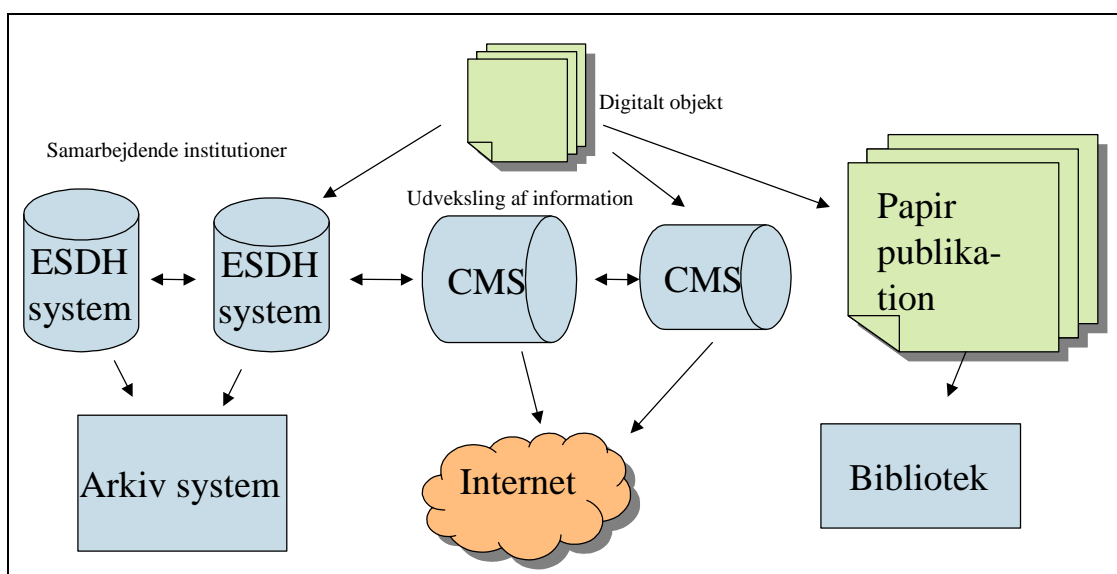 Digitalt objekt
Samarbejdende institutioner
Udveksling af information
ESDH
system
ESDH
system
CMS
CMS
Papir
publika-
tion
Arkiv system
Internet
Bibliotek